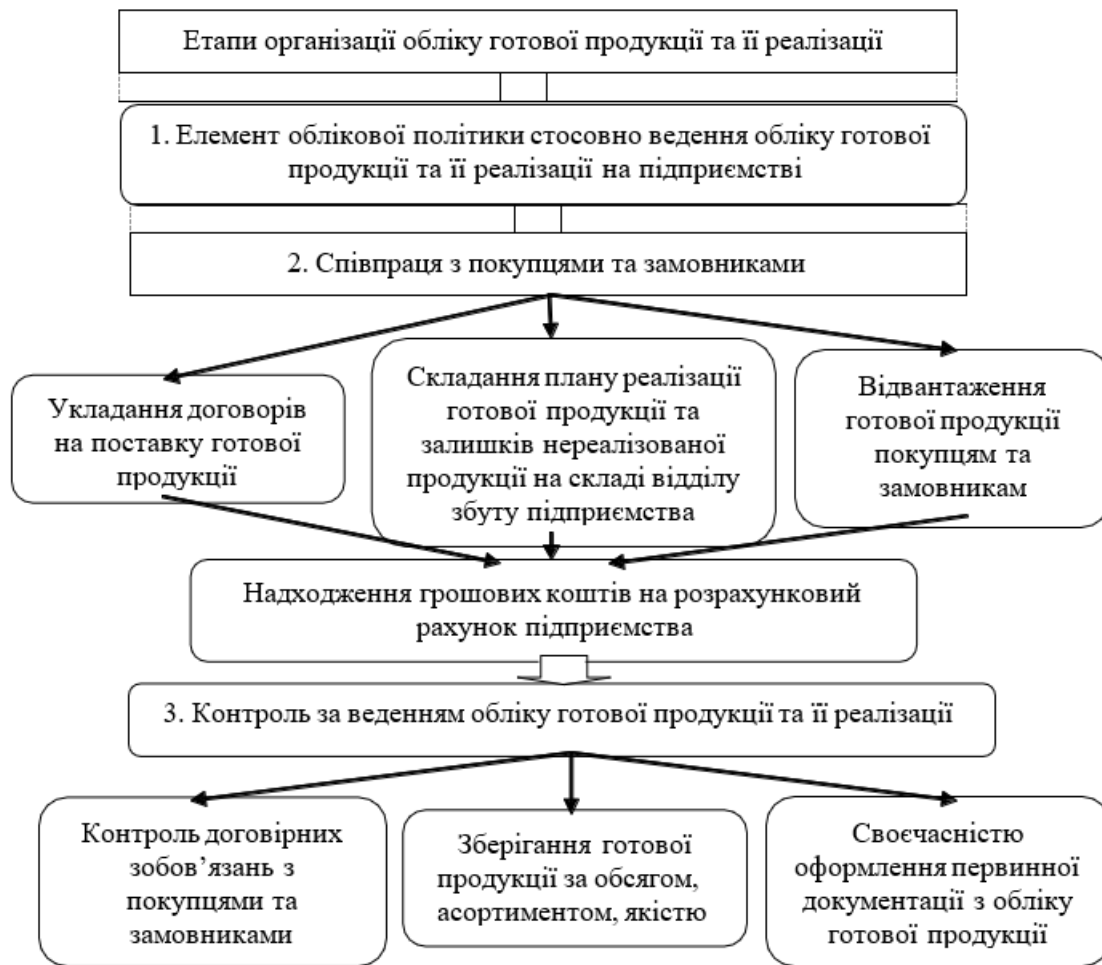 Етапи організації обліку готової продукції та її реалізації
1. Елемент облікової політики стосовно ведення обліку готової
продукції та її реалізації на підприємстві
2. Співпраця з покупцями та замовниками
Укладання договорів
на поставку готової
продукції
Складання плану реалізації
готової продукції та
залишків нереалізованої
продукції на складі відділу
збуту підприємства
Відвантаження
готової продукції
покупцям та
замовникам
Надходження грошових коштів на розрахунковий
рахунок підприємства
3. Контроль за веденням обліку готової продукції та її реалізації
Контроль договірних
зобов’язань з
покупцями та
замовниками
Зберігання готової
продукції за обсягом,
асортиментом, якістю
Своєчасністю
оформлення первинної
документації з обліку
готової продукції